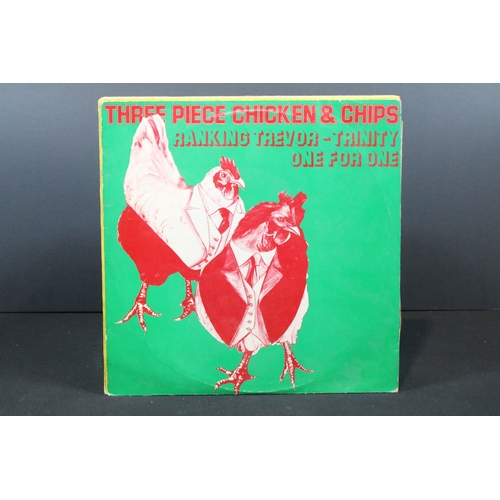 THREE PIECE CHICKEN & CHIPS
RANKING TREVOR - TRINITY
ONE FOR ONE